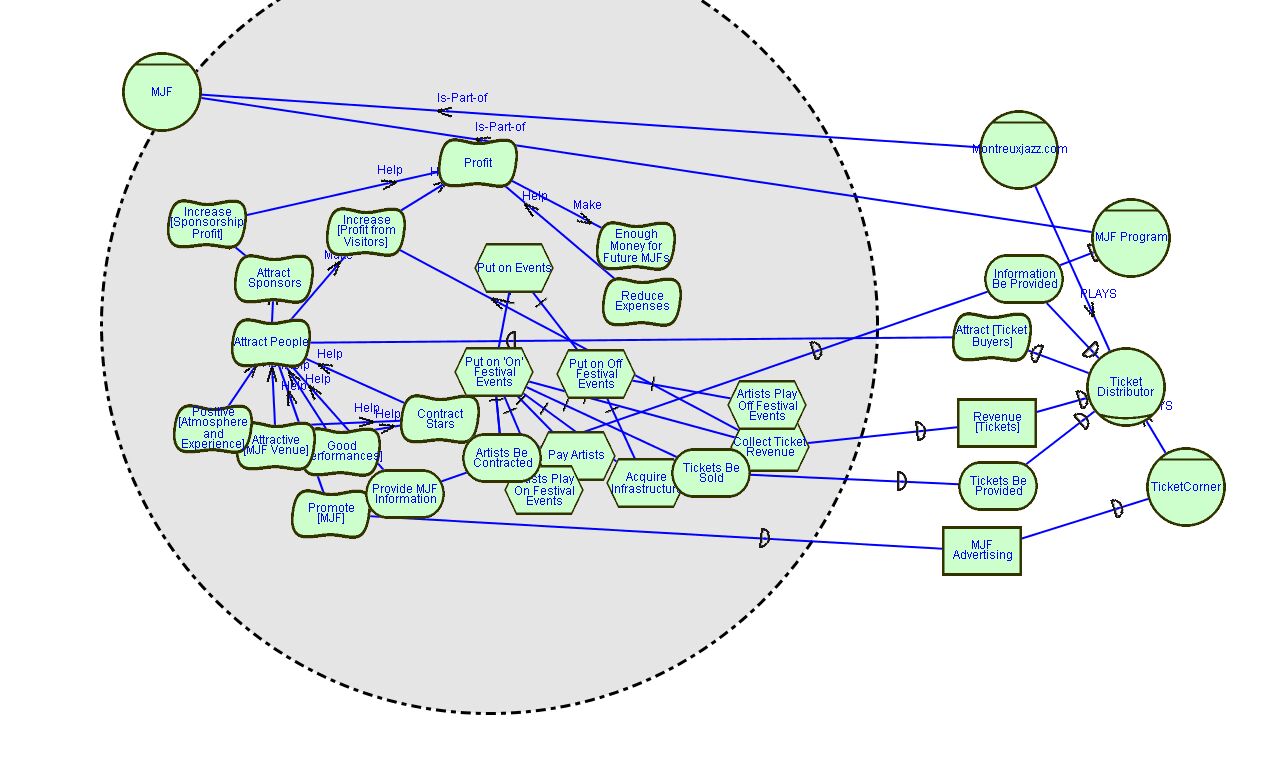 MJF
Is-Part-of
Is-Part-of
Montreuxjazz.com
Profit
Help
H
Help
Make
Increase
[Sponsorship
Profit]
Increase
[Profit from
Visitors]
Enough
Money for
Future MJFs
MJF Program
Put on Events
Attract
Sponsors
Information
Be Provided
Reduce
Expenses
PLAYS
Attract People
Attract [Ticket
Buyers]
Help
Help
Put on 'On'
Festival
Events
Put on Off
Festival
Events
Ticket
Distributor
Artists Play
Off Festival
Events
Help
Help
Positive
[Atmosphere
and
Experience]
Contract
Stars
Revenue
[Tickets]
Attractive
[MJF Venue]
Good
Collect Ticket
Revenue
Artists Be
Contracted
Pay Artists
Tickets Be
Sold
Acquire
Play
On Festival
Events
Provide MJF
Information
Tickets Be
Provided
TicketCorner
Promote
[MJF]
MJF
Advertising